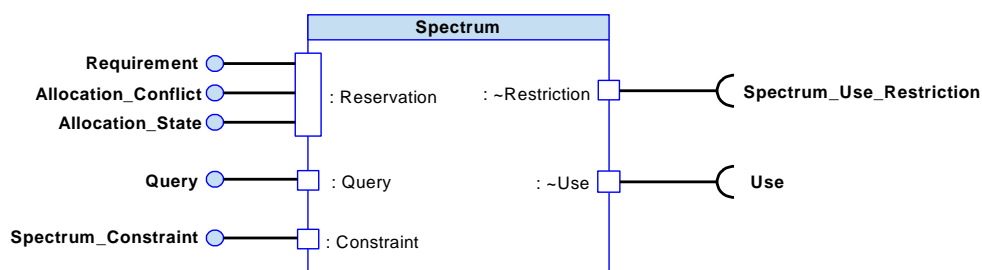 Spectrum
Requirement
Allocation_Conflict
Allocation_State
: Reservation
: ~Restriction
Spectrum_Use_Restriction
Query
: Query
: ~Use
Use
Spectrum_Constraint
: Constraint